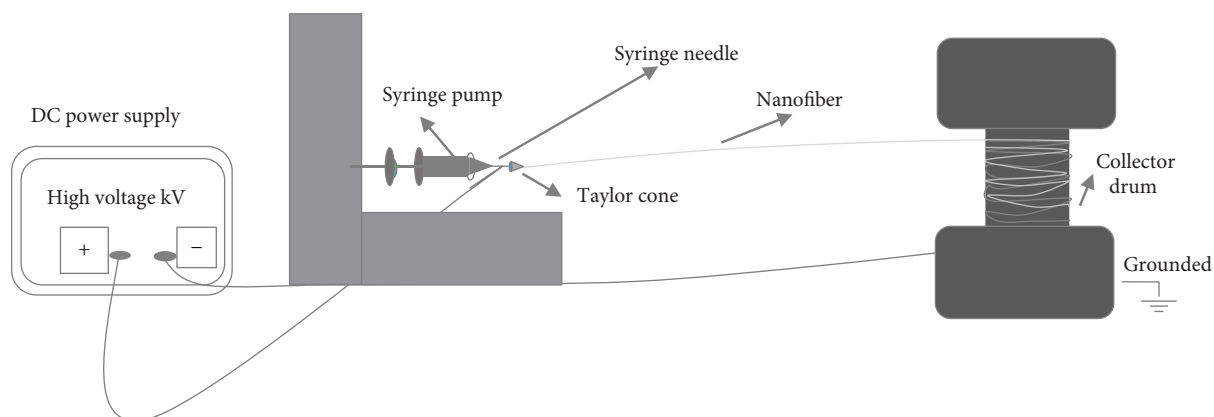 Syringe needle
Syringe pump
Nanofiber
DC power supply
High voltage kV
+
−
Taylor cone
Collector
drum
Grounded